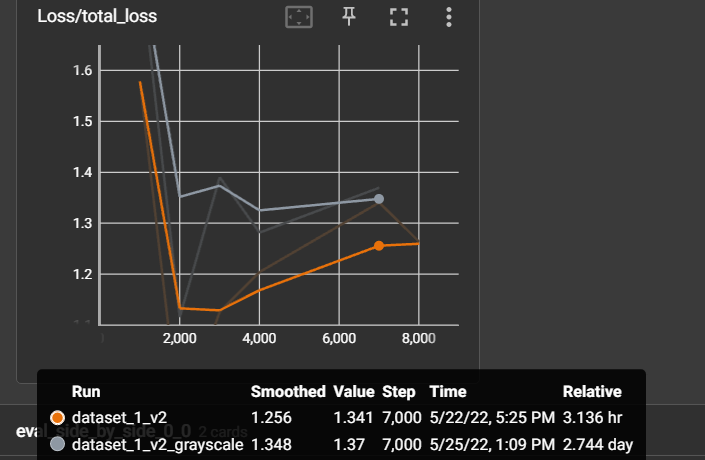 Loss/total_loss
1.6
1.5
1.4
1.3
1.2
2,000 4,000 6,000 8,000
Run Smoothed Value Step Time Relative
dataset_1_v2 1.256 1.341 7,000 5/22/22, 5:25 PM 3.136 hr
eval_side_by_side_0_0 2 cards
dataset_1_v2_grayscale 1.348 1.37 7,000 5/25/22, 1:09 PM 2.744 day